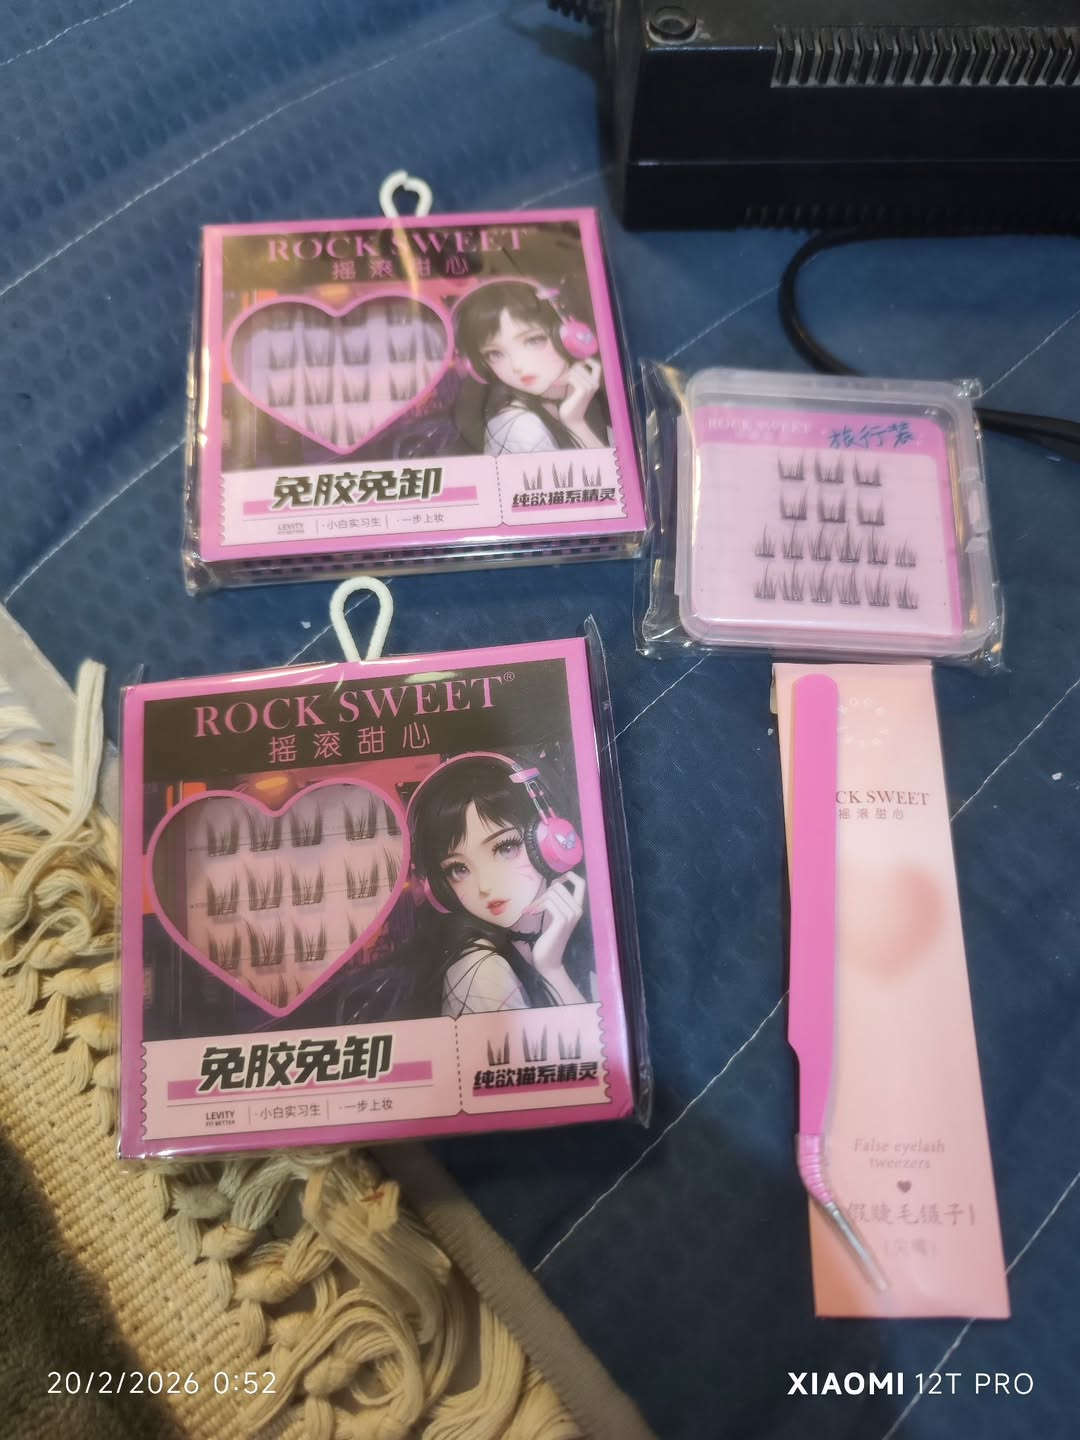 ROCK SWEET
摇滚甜心
免胶免卸
LEVITY
FIT BETTER
·小白实习生
·一步上妆
纯欲猫系精灵
ROCK SWEET
旅行装
ROCK SWEET®
摇滚甜心
免胶免卸
LEVITY
FIT BETTER
·小白实习生
·一步上妆
纯欲猫系精灵
CK SWEET
摇滚甜心
False eyelash
tweezers
假睫毛镊子
20/2/2026 0:52
XIAOMI 12T PRO